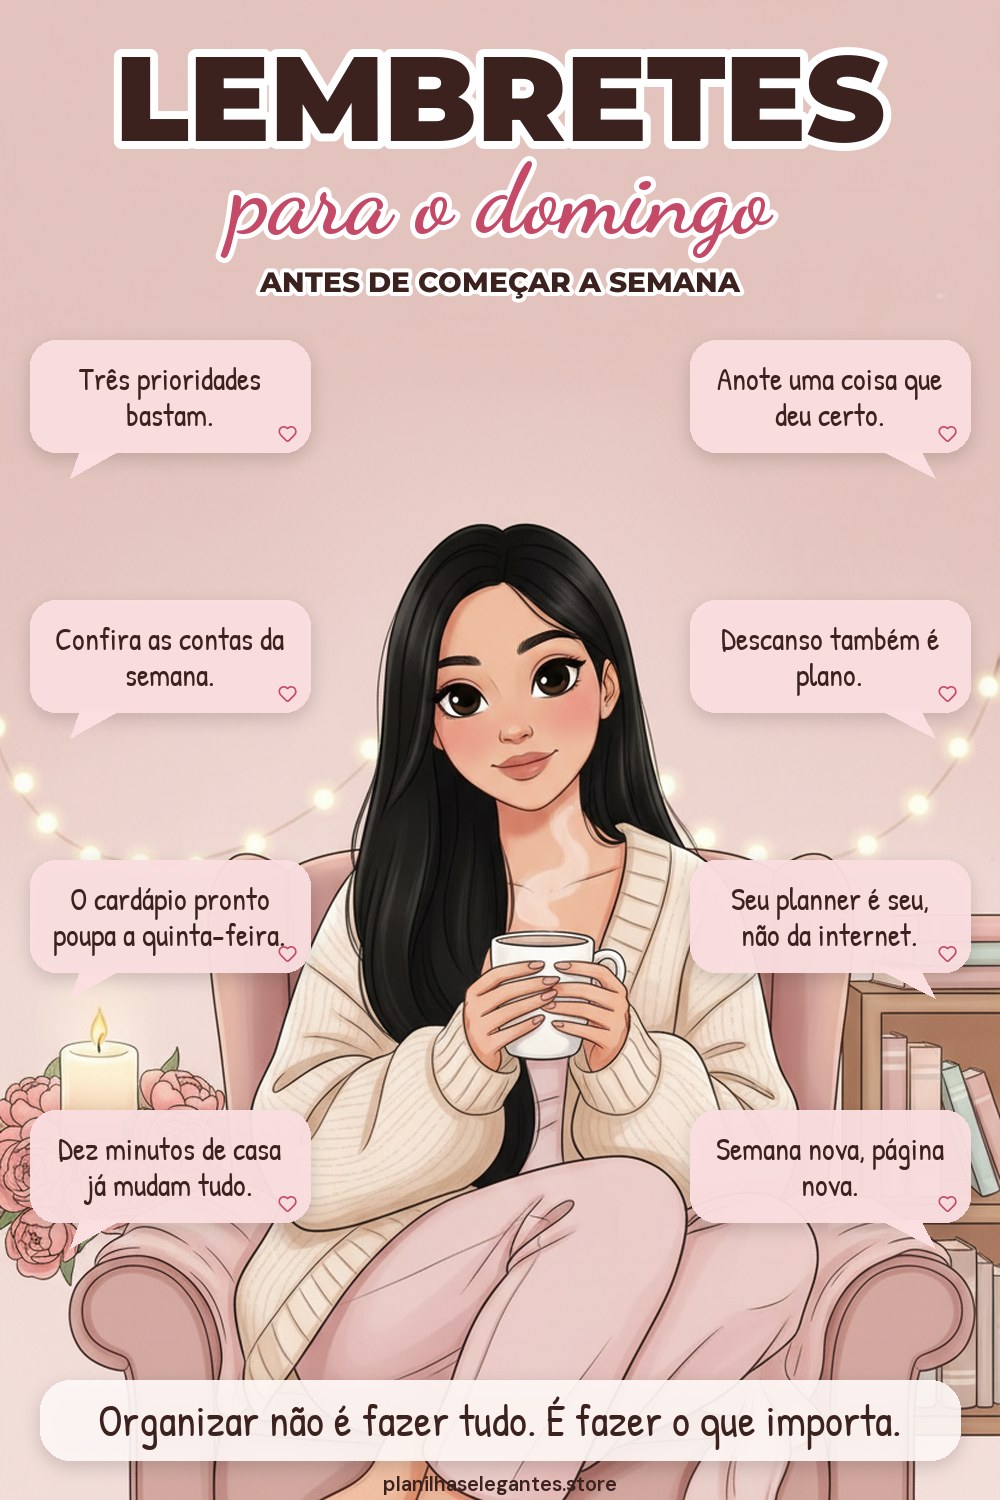 LEMBRETES
para o domingo
ANTES DE COMEÇAR A SEMANA
Três prioridades
bastam.
Anote uma coisa que
deu certo.
Confira as contas da
semana.
Descanso também é
plano.
O cardápio pronto
poupa a quinta-feira.
Seu planner é seu,
não da internet.
Dez minutos de casa
já mudam tudo.
Semana nova, página
nova.
Organizar não é fazer tudo. É fazer o que importa.
planilhaselegantes.store